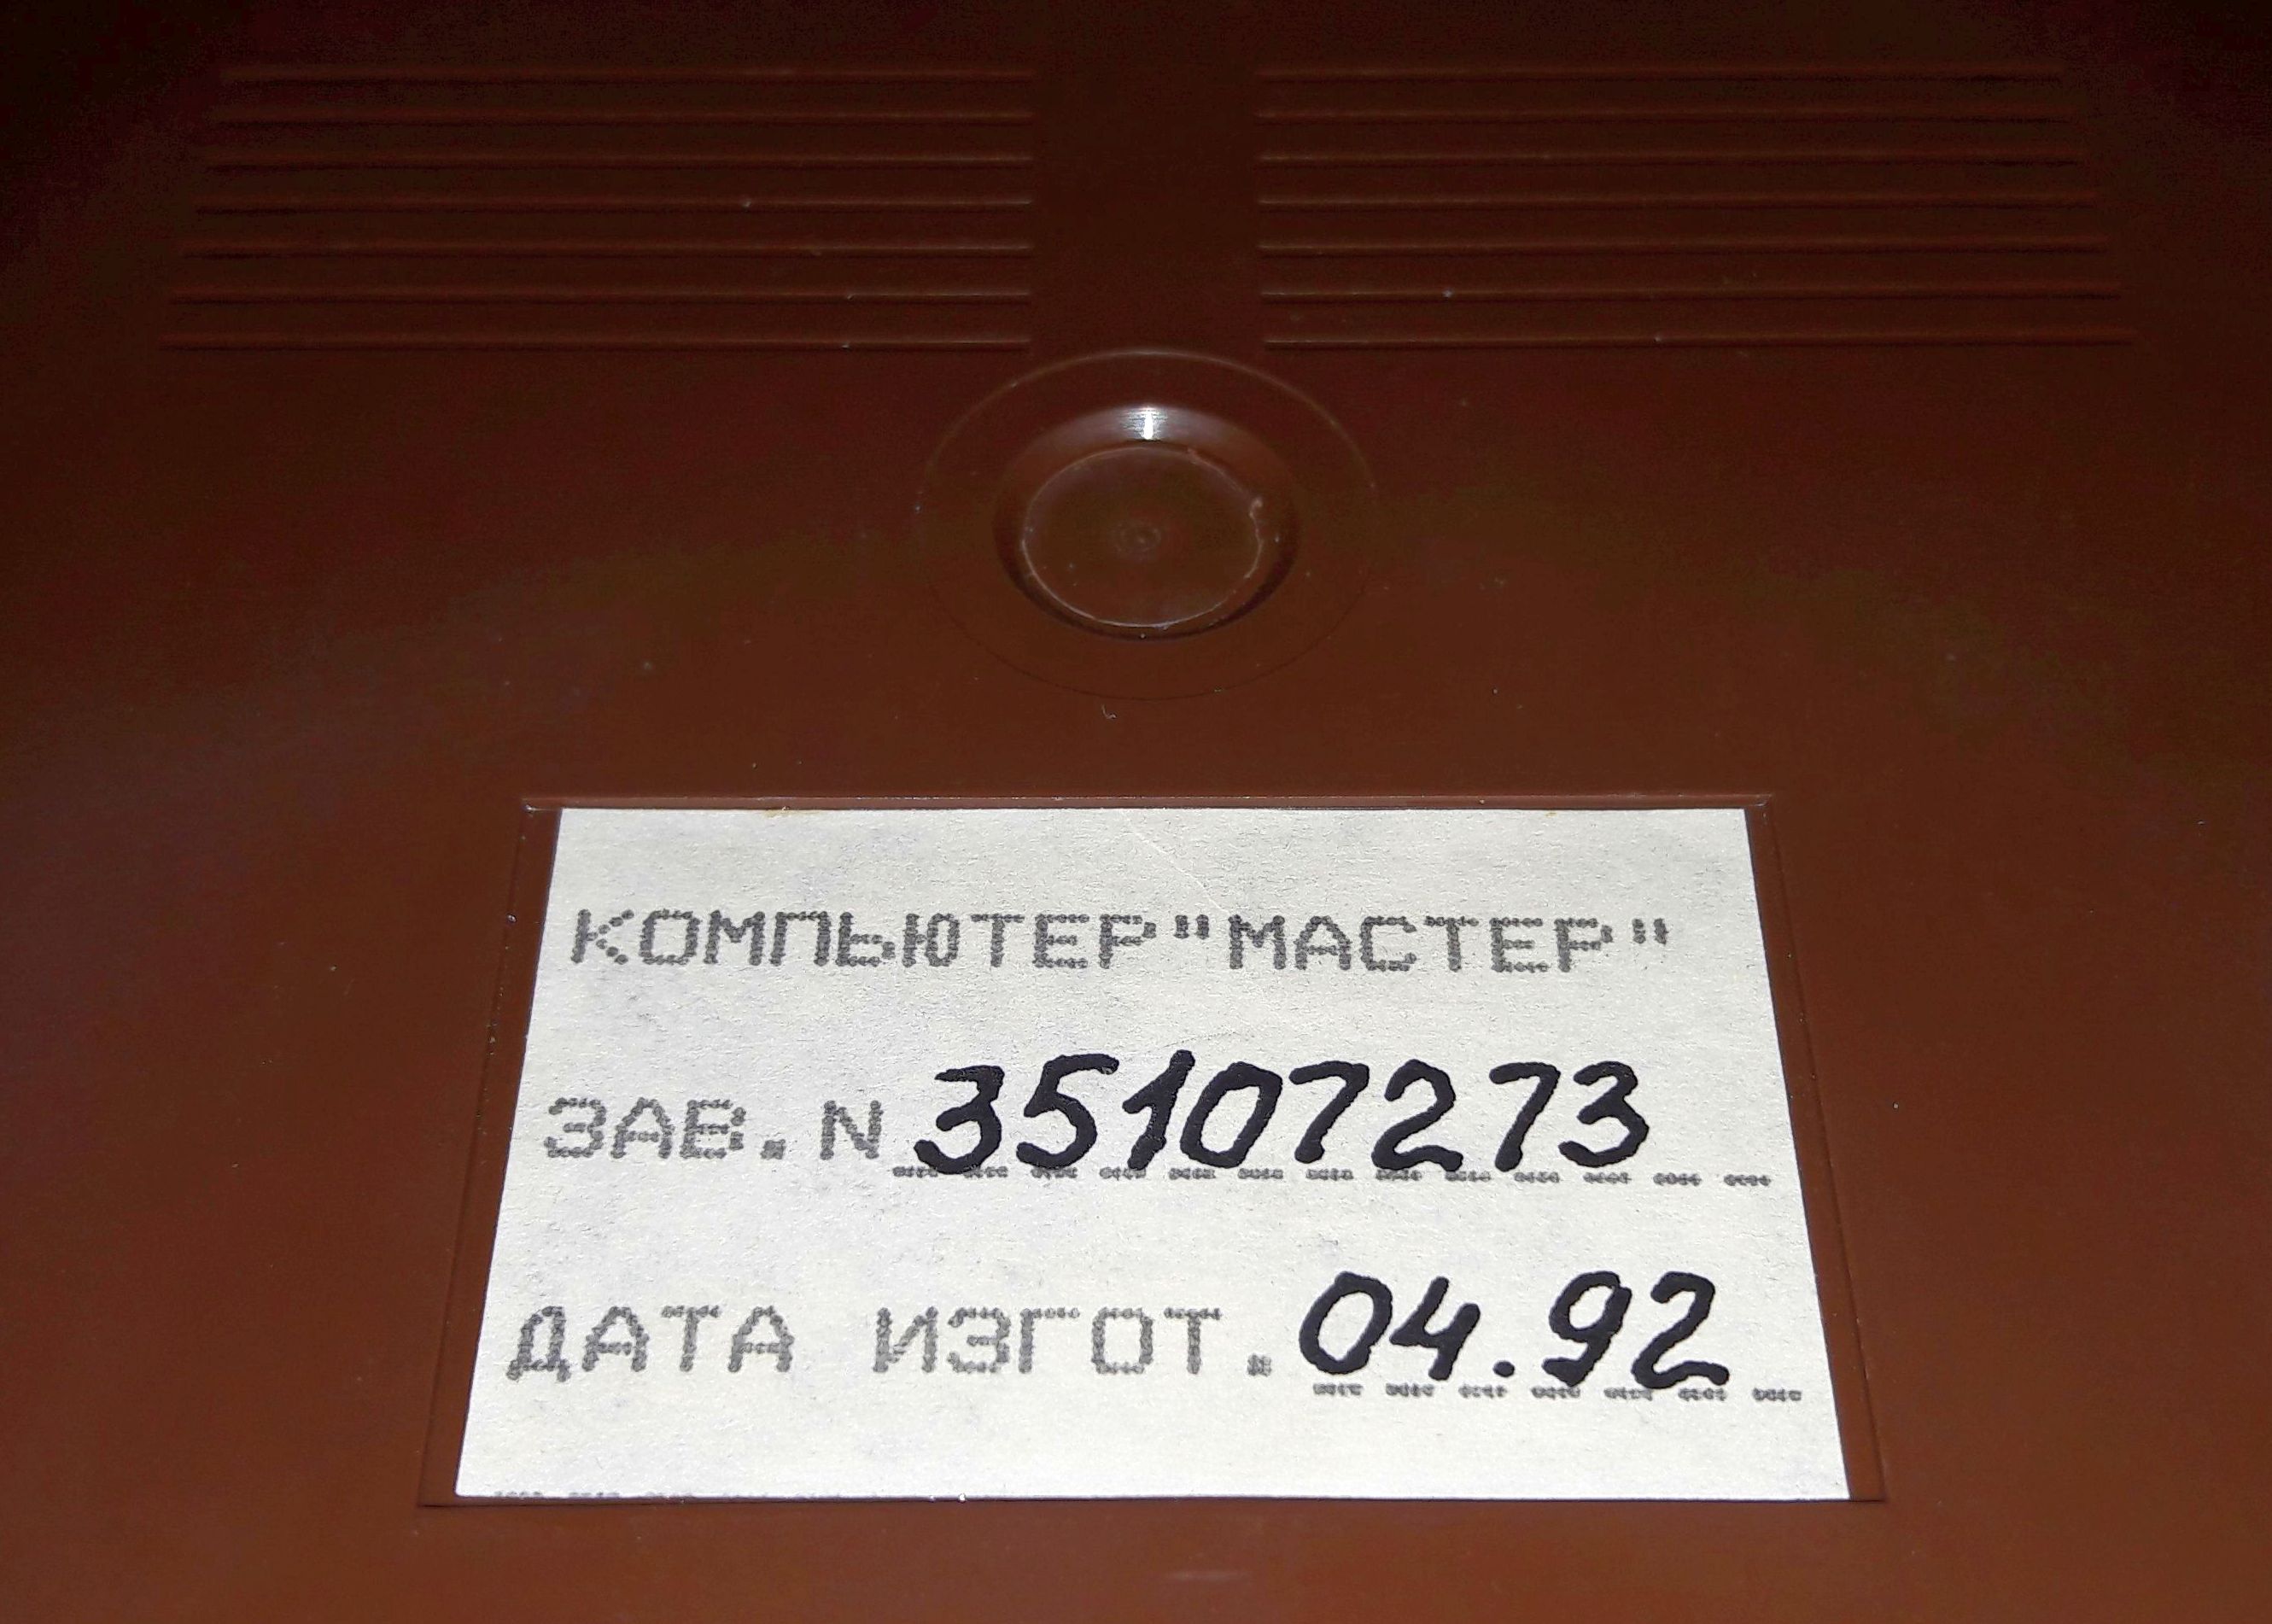 КОМПЬЮТЕР"МАСТЕР"
ЗАВ.N 35107273
ДАТА ИЗГОТ. 04.92